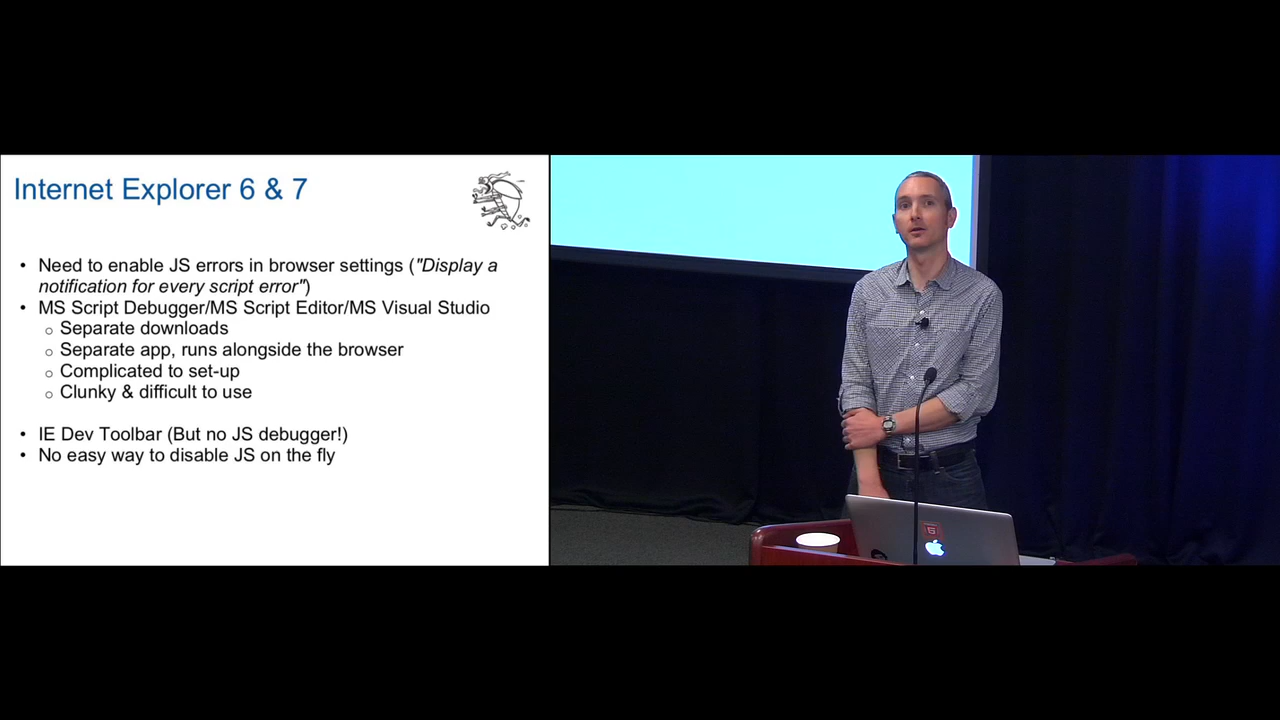 Internet Explorer 6 & 7
• Need to enable JS errors in browser settings ("Display a
notification for every script error")
• MS Script Debugger/MS Script Editor/MS Visual Studio
o Separate downloads
o Separate app, runs alongside the browser
o Complicated to set-up
o Clunky & difficult to use
• IE Dev Toolbar (But no JS debugger!)
• No easy way to disable JS on the fly